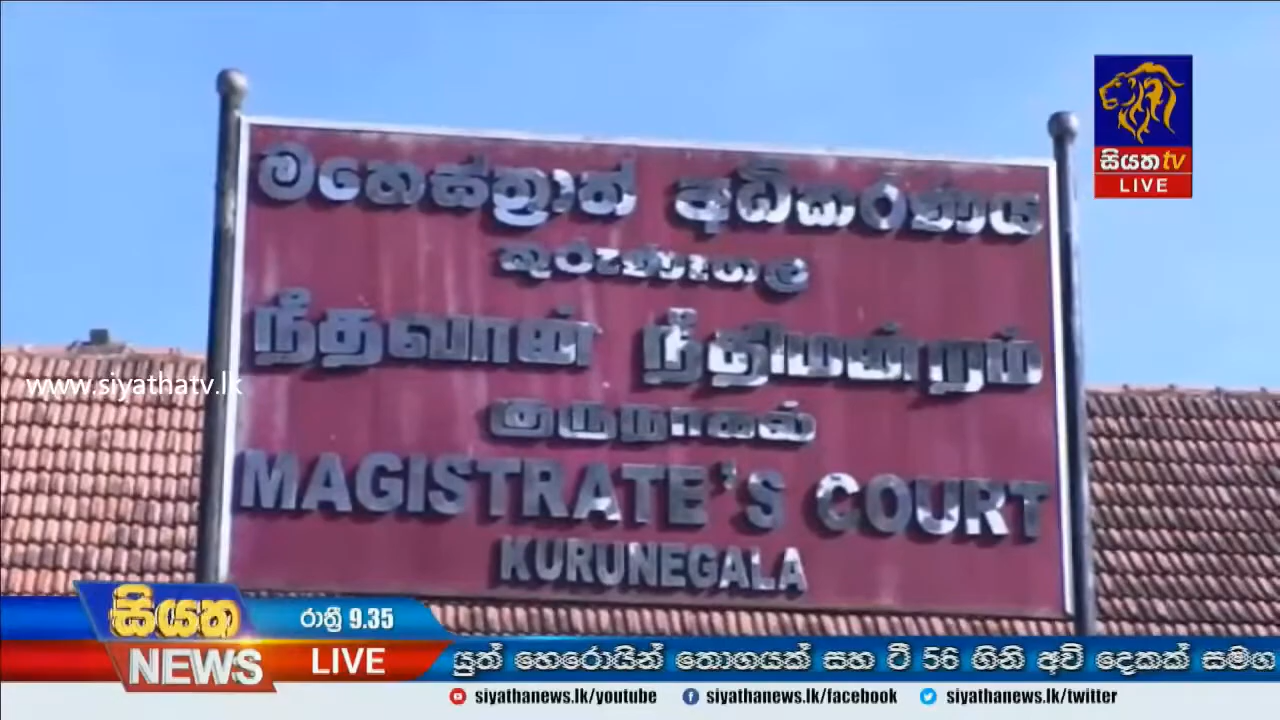 සියත tv
LIVE
මහෙස්ත්‍රාත් අධිකරණය
කුරුණෑගල
நீதவான் நீதிமன்றம்
குருநாகல்
MAGISTRATE'S COURT
KURUNEGALA
www.siyathatv.lk
සියත
NEWS
රාත්‍රී 9.35
LIVE
යුත් හෙරොයින් තොගයක් සහ ටී 56 ගිනි අවි දෙකක් සමග
siyathanews.lk/youtube siyathanews.lk/facebook siyathanews.lk/twitter